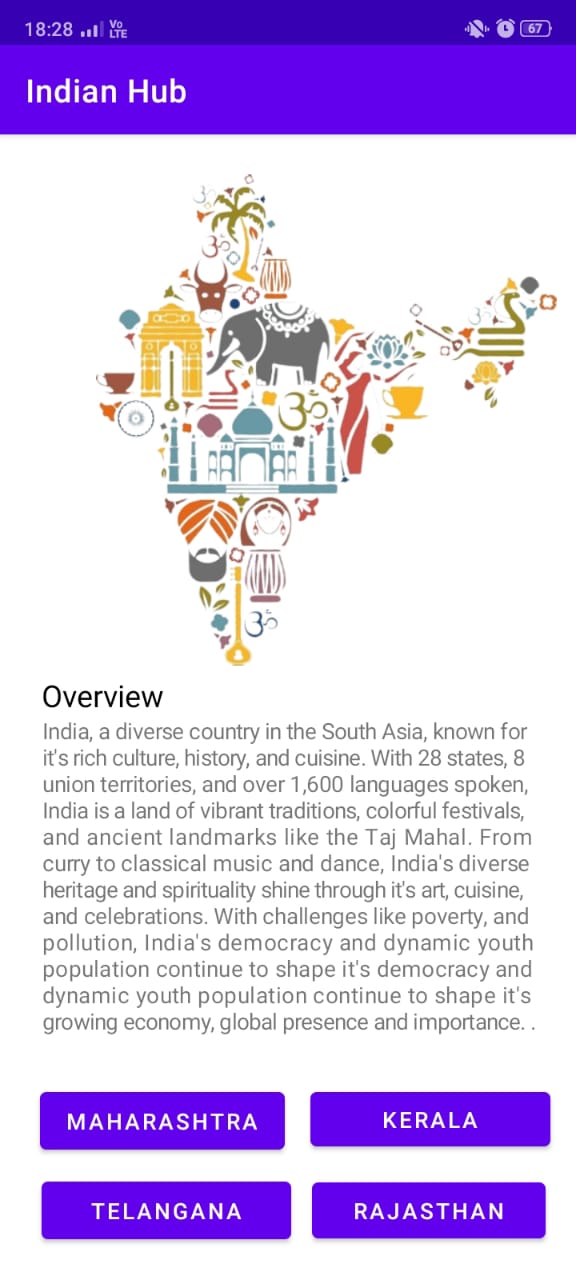 18:28 Vo LTE 67
Indian Hub
ॐ
ॐ
ॐ
ॐ
ॐ
Overview
India, a diverse country in the South Asia, known for
it's rich culture, history, and cuisine. With 28 states, 8
union territories, and over 1,600 languages spoken,
India is a land of vibrant traditions, colorful festivals,
and ancient landmarks like the Taj Mahal. From
curry to classical music and dance, India's diverse
heritage and spirituality shine through it's art, cuisine,
and celebrations. With challenges like poverty, and
pollution, India's democracy and dynamic youth
population continue to shape it's democracy and
dynamic youth population continue to shape it's
growing economy, global presence and importance. .
MAHARASHTRA KERALA
TELANGANA RAJASTHAN